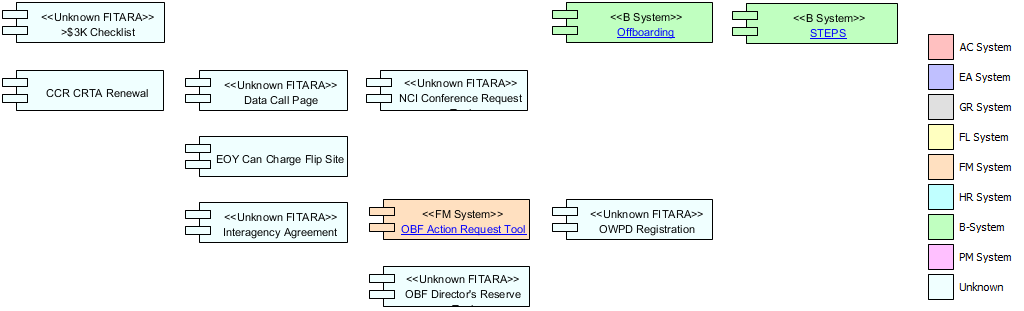 <<Unknown FITARA>>
>$3K Checklist
<<B System>>
Offboarding
<<B System>>
STEPS
AC System
EA System
GR System
FL System
FM System
HR System
B-System
PM System
Unknown
CCR CRTA Renewal
<<Unknown FITARA>>
Data Call Page
<<Unknown FITARA>>
NCI Conference Request
EOY Can Charge Flip Site
<<Unknown FITARA>>
Interagency Agreement
<<FM System>>
OBF Action Request Tool
<<Unknown FITARA>>
OWPD Registration
<<Unknown FITARA>>
OBF Director's Reserve